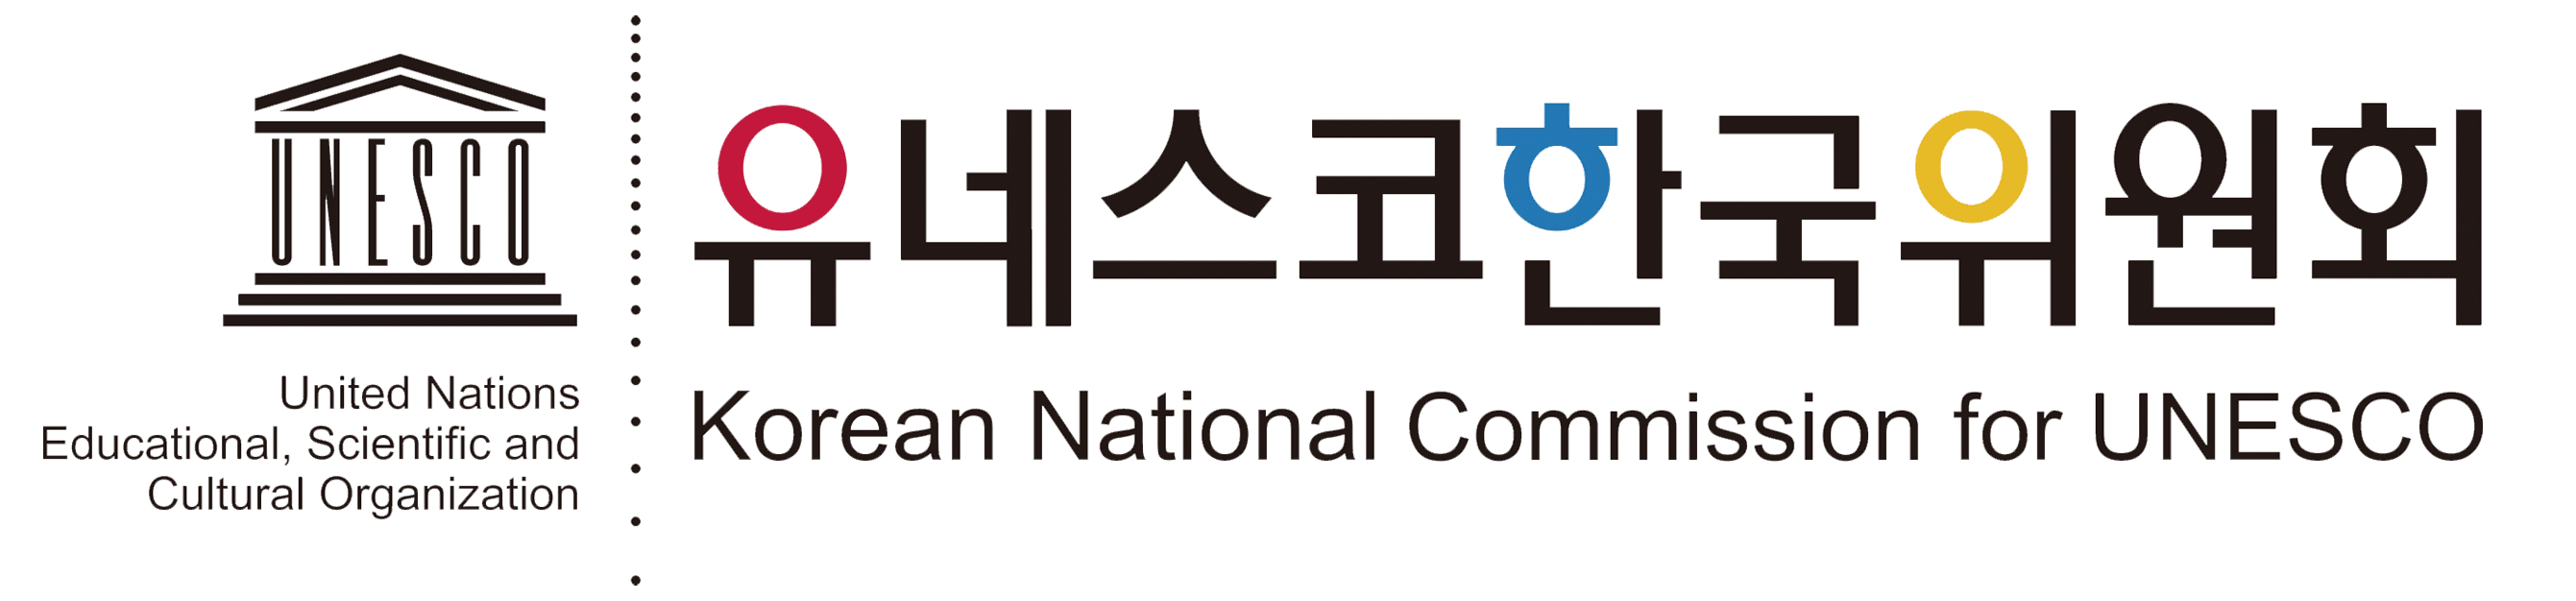 UNESCO
United Nations
Educational, Scientific and
Cultural Organization
유네스코한국위원회
Korean National Commission for UNESCO